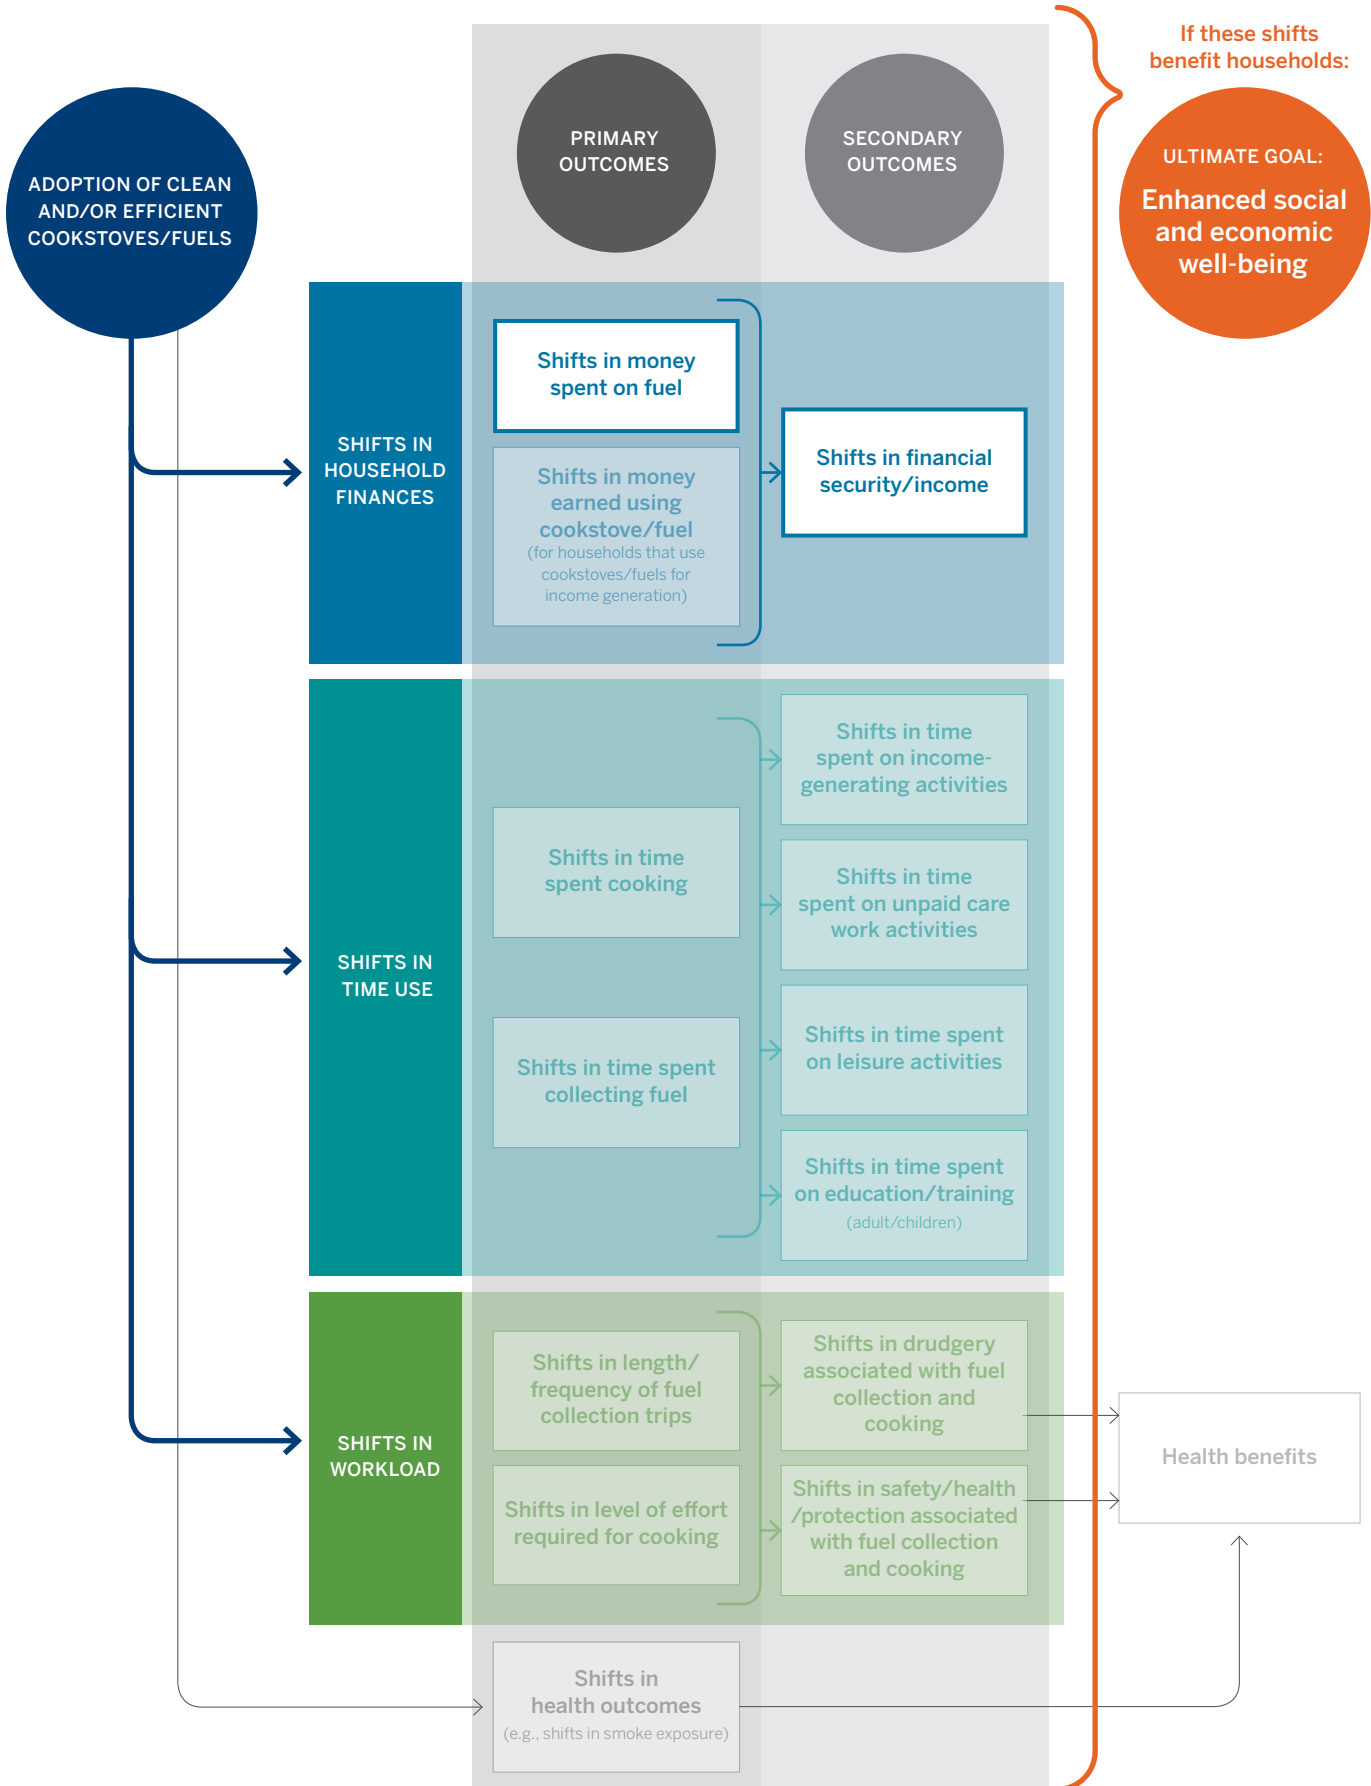 If these shifts
benefit households:
PRIMARY
OUTCOMES
SECONDARY
OUTCOMES
ULTIMATE GOAL:
Enhanced social
and economic
well-being
ADOPTION OF CLEAN
AND/OR EFFICIENT
COOKSTOVES/FUELS
SHIFTS IN
HOUSEHOLD
FINANCES
Shifts in money
spent on fuel
Shifts in money
earned using
cookstove/fuel
(for households that use
cookstoves/fuels for
income generation)
Shifts in financial
security/income
SHIFTS IN
TIME USE
Shifts in time
spent cooking
Shifts in time spent
collecting fuel
Shifts in time
spent on income-
generating activities
Shifts in time
spent on unpaid care
work activities
Shifts in time spent
on leisure activities
Shifts in time spent
on education/training
(adult/children)
SHIFTS IN
WORKLOAD
Shifts in length/
frequency of fuel
collection trips
Shifts in level of effort
required for cooking
Shifts in drudgery
associated with fuel
collection and
cooking
Shifts in safety/health
/protection associated
with fuel collection
and cooking
Health benefits
Shifts in
health outcomes
(e.g., shifts in smoke exposure)